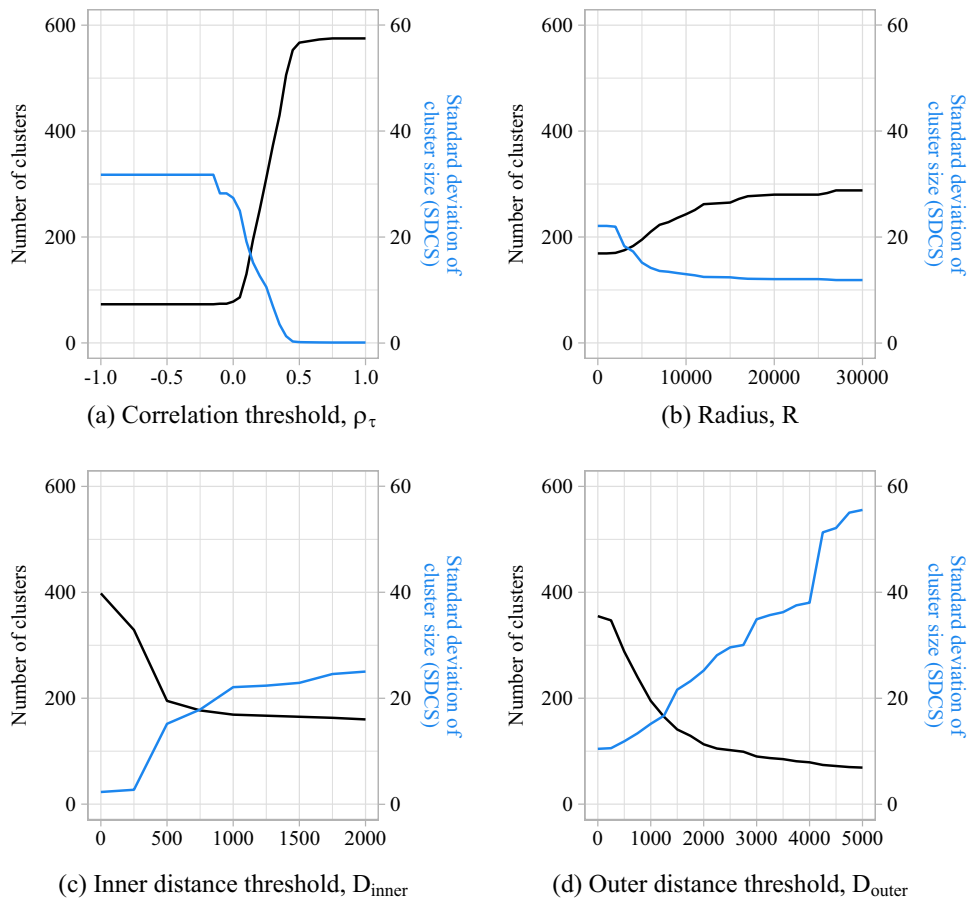 600
400
200
0
Number of clusters
60
40
20
0
Standard deviation of
cluster size (SDCS)
-1.0 -0.5 0.0 0.5 1.0
(a) Correlation threshold, ρτ
600
400
200
0
Number of clusters
60
40
20
0
Standard deviation of
cluster size (SDCS)
0 10000 20000 30000
(b) Radius, R
600
400
200
0
Number of clusters
60
40
20
0
Standard deviation of
cluster size (SDCS)
0 500 1000 1500 2000
(c) Inner distance threshold, Dinner
600
400
200
0
Number of clusters
60
40
20
0
Standard deviation of
cluster size (SDCS)
0 1000 2000 3000 4000 5000
(d) Outer distance threshold, Douter